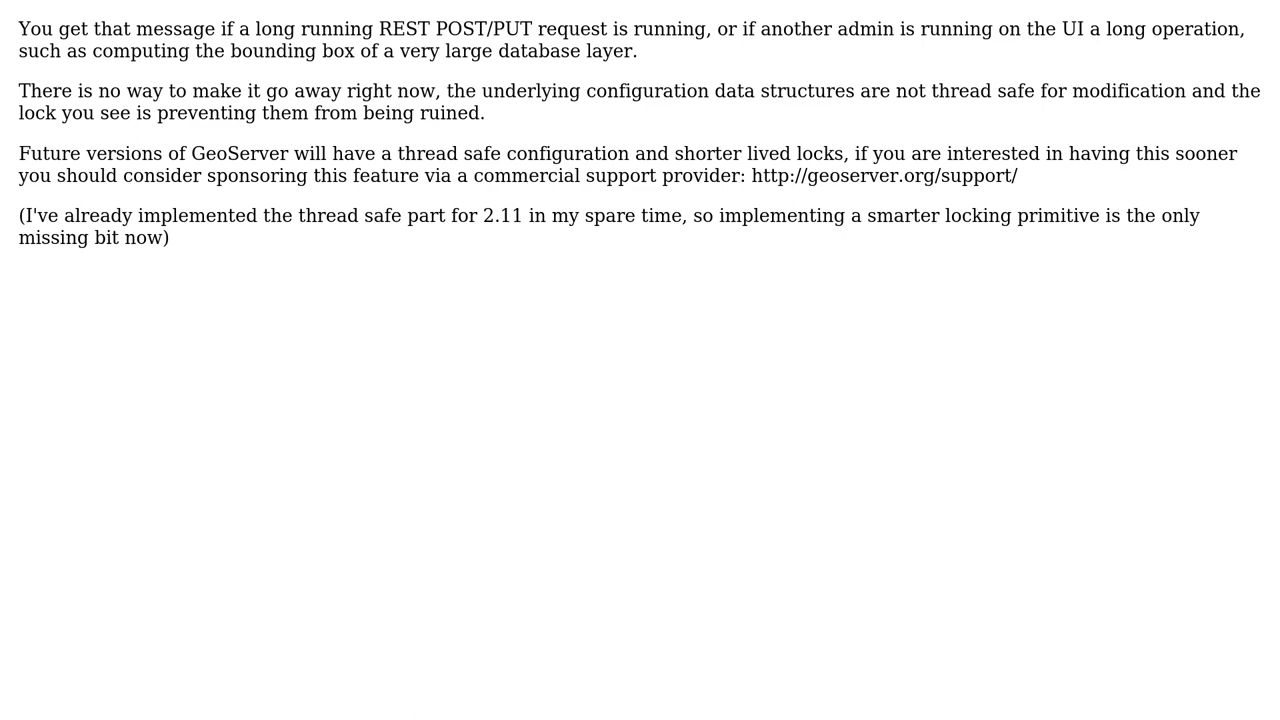 You get that message if a long running REST POST/PUT request is running, or if another admin is running on the UI a long operation,
such as computing the bounding box of a very large database layer.
There is no way to make it go away right now, the underlying configuration data structures are not thread safe for modification and the
lock you see is preventing them from being ruined.
Future versions of GeoServer will have a thread safe configuration and shorter lived locks, if you are interested in having this sooner
you should consider sponsoring this feature via a commercial support provider: http://geoserver.org/support/
(I've already implemented the thread safe part for 2.11 in my spare time, so implementing a smarter locking primitive is the only
missing bit now)